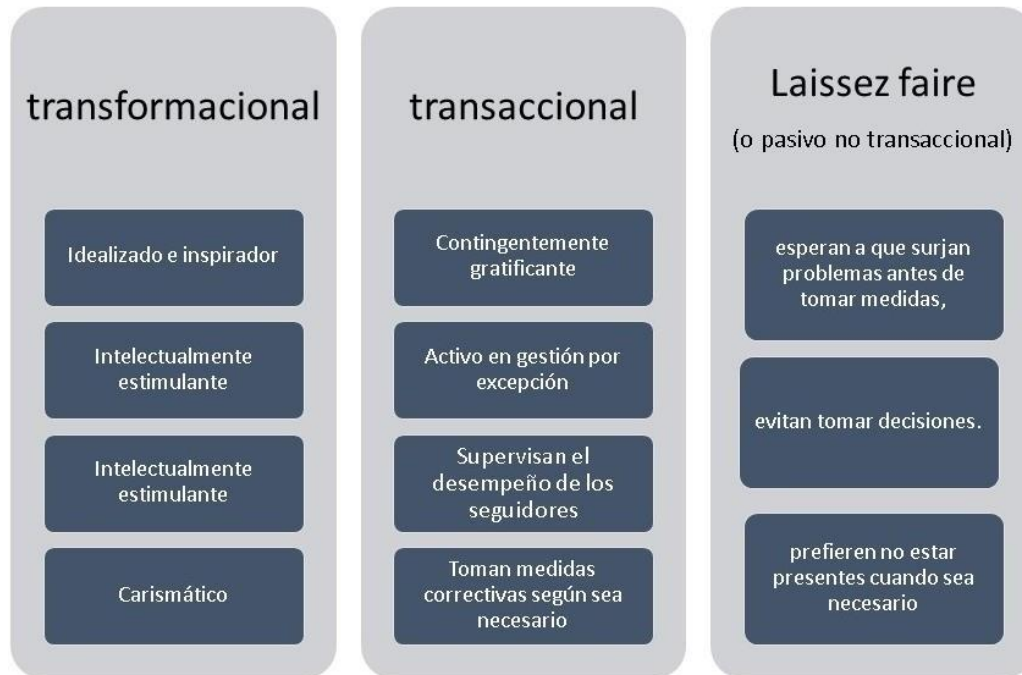 transformacional
Idealizado e inspirador
Intelectualmente
estimulante
Intelectualmente
estimulante
Carismático
transaccional
Contingentemente
gratificante
Activo en gestión por
excepción
Supervisan el
desempeño de los
seguidores
Toman medidas
correctivas según sea
necesario
Laissez faire
(o pasivo no transaccional)
esperan a que surjan
problemas antes de
tomar medidas,
evitan tomar decisiones.
prefieren no estar
presentes cuando sea
necesario